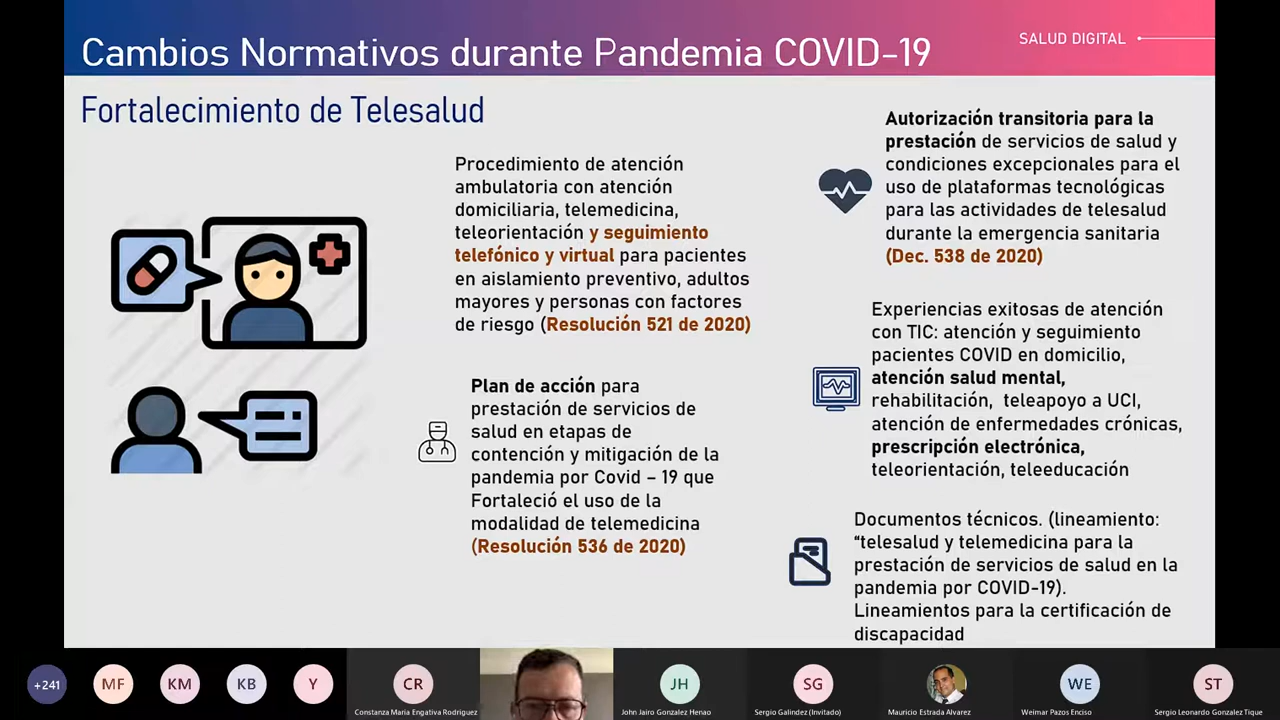 Cambios Normativos durante Pandemia COVID-19
SALUD DIGITAL
Fortalecimiento de Telesalud
Procedimiento de atención
ambulatoria con atención
domiciliaria, telemedicina,
teleorientación y seguimiento
telefónico y virtual para pacientes
en aislamiento preventivo, adultos
mayores y personas con factores
de riesgo (Resolución 521 de 2020)
Plan de acción para
prestación de servicios de
salud en etapas de
contención y mitigación de la
pandemia por Covid – 19 que
Fortaleció el uso de la
modalidad de telemedicina
(Resolución 536 de 2020)
Autorización transitoria para la
prestación de servicios de salud y
condiciones excepcionales para el
uso de plataformas tecnológicas
para las actividades de telesalud
durante la emergencia sanitaria
(Dec. 538 de 2020)
Experiencias exitosas de atención
con TIC: atención y seguimiento
pacientes COVID en domicilio,
atención salud mental,
rehabilitación, teleapoyo a UCI,
atención de enfermedades crónicas,
prescripción electrónica,
teleorientación, teleeducación
Documentos técnicos. (lineamiento:
“telesalud y telemedicina para la
prestación de servicios de salud en la
pandemia por COVID-19).
Lineamientos para la certificación de
discapacidad
+241
MF
KM
KB
Y
CR
Constanza Maria Engativa Rodriguez
JH
John Jairo Gonzalez Henao
SG
Sergio Galindez (Invitado)
Mauricio Estrada Alvarez
WE
Weimar Pazos Enciso
ST
Sergio Leonardo Gonzalez Tique